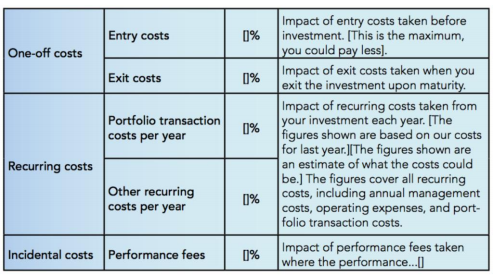 One-off costs
Entry costs
[]%
Impact of entry costs taken before
investment. [This is the maximum,
you could pay less].
Exit costs
[]%
Impact of exit costs taken when you
exit the investment upon maturity.
Recurring costs
Portfolio transaction
costs per year
[]%
Impact of recurring costs taken from
your investment each year. [The
figures shown are based on our costs
for last year.][The figures shown are
an estimate of what the costs could
be.] The figures cover all recurring
costs, including annual management
costs, operating expenses, and port-
folio transaction costs.
Other recurring
costs per year
[]%
Incidental costs
Performance fees
[]%
Impact of performance fees taken
where the performance...[]